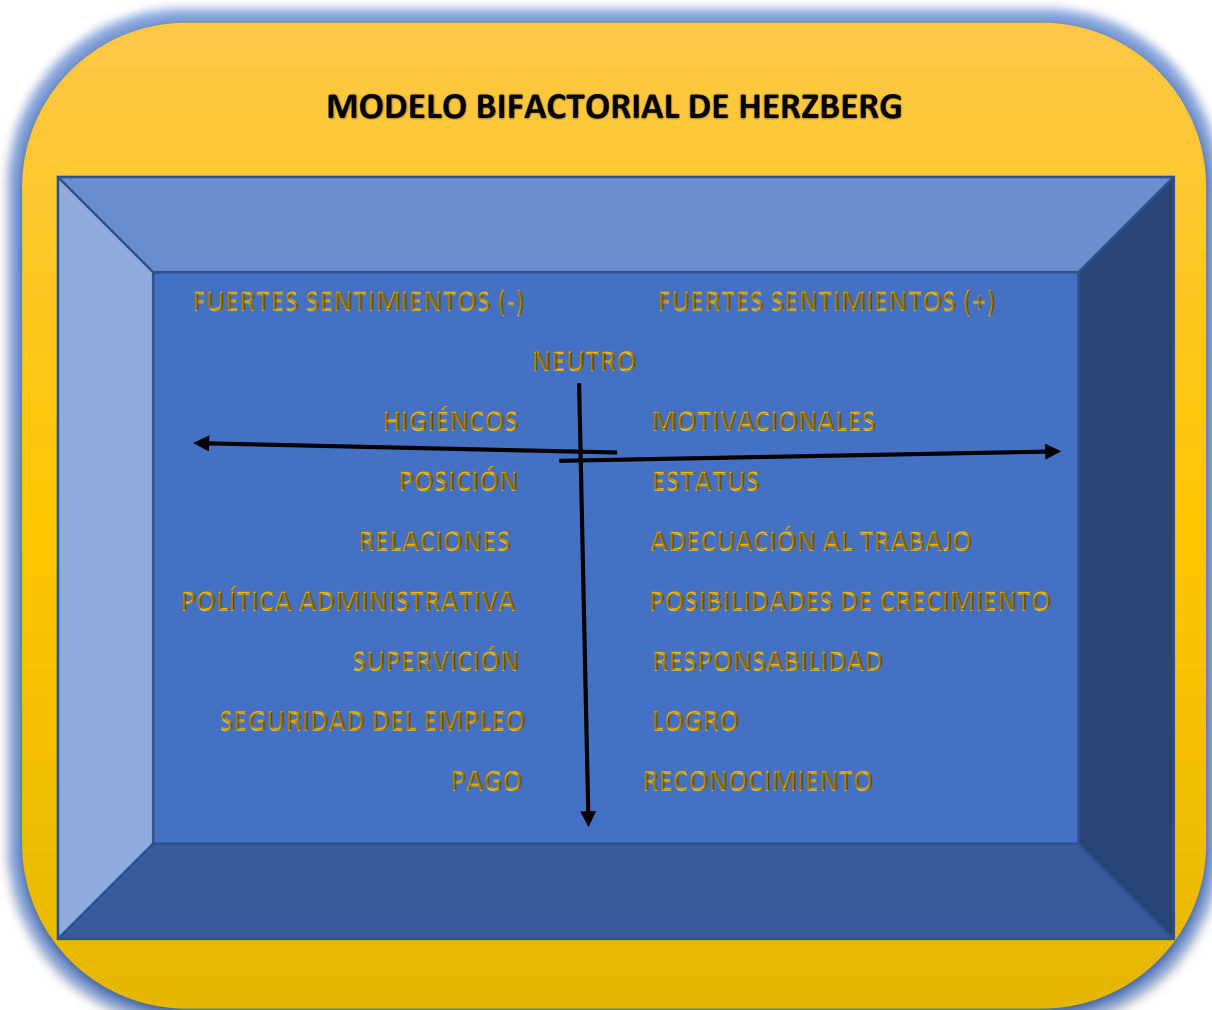 MODELO BIFACTORIAL DE HERZBERG
FUERTES SENTIMIENTOS (-) FUERTES SENTIMIENTOS (+)
NEUTRO
HIGIÉNCOS MOTIVACIONALES
POSICIÓN ESTATUS
RELACIONES ADECUACIÓN AL TRABAJO
POLÍTICA ADMINISTRATIVA POSIBILIDADES DE CRECIMIENTO
SUPERVICIÓN RESPONSABILIDAD
SEGURIDAD DEL EMPLEO LOGRO
PAGO RECONOCIMIENTO